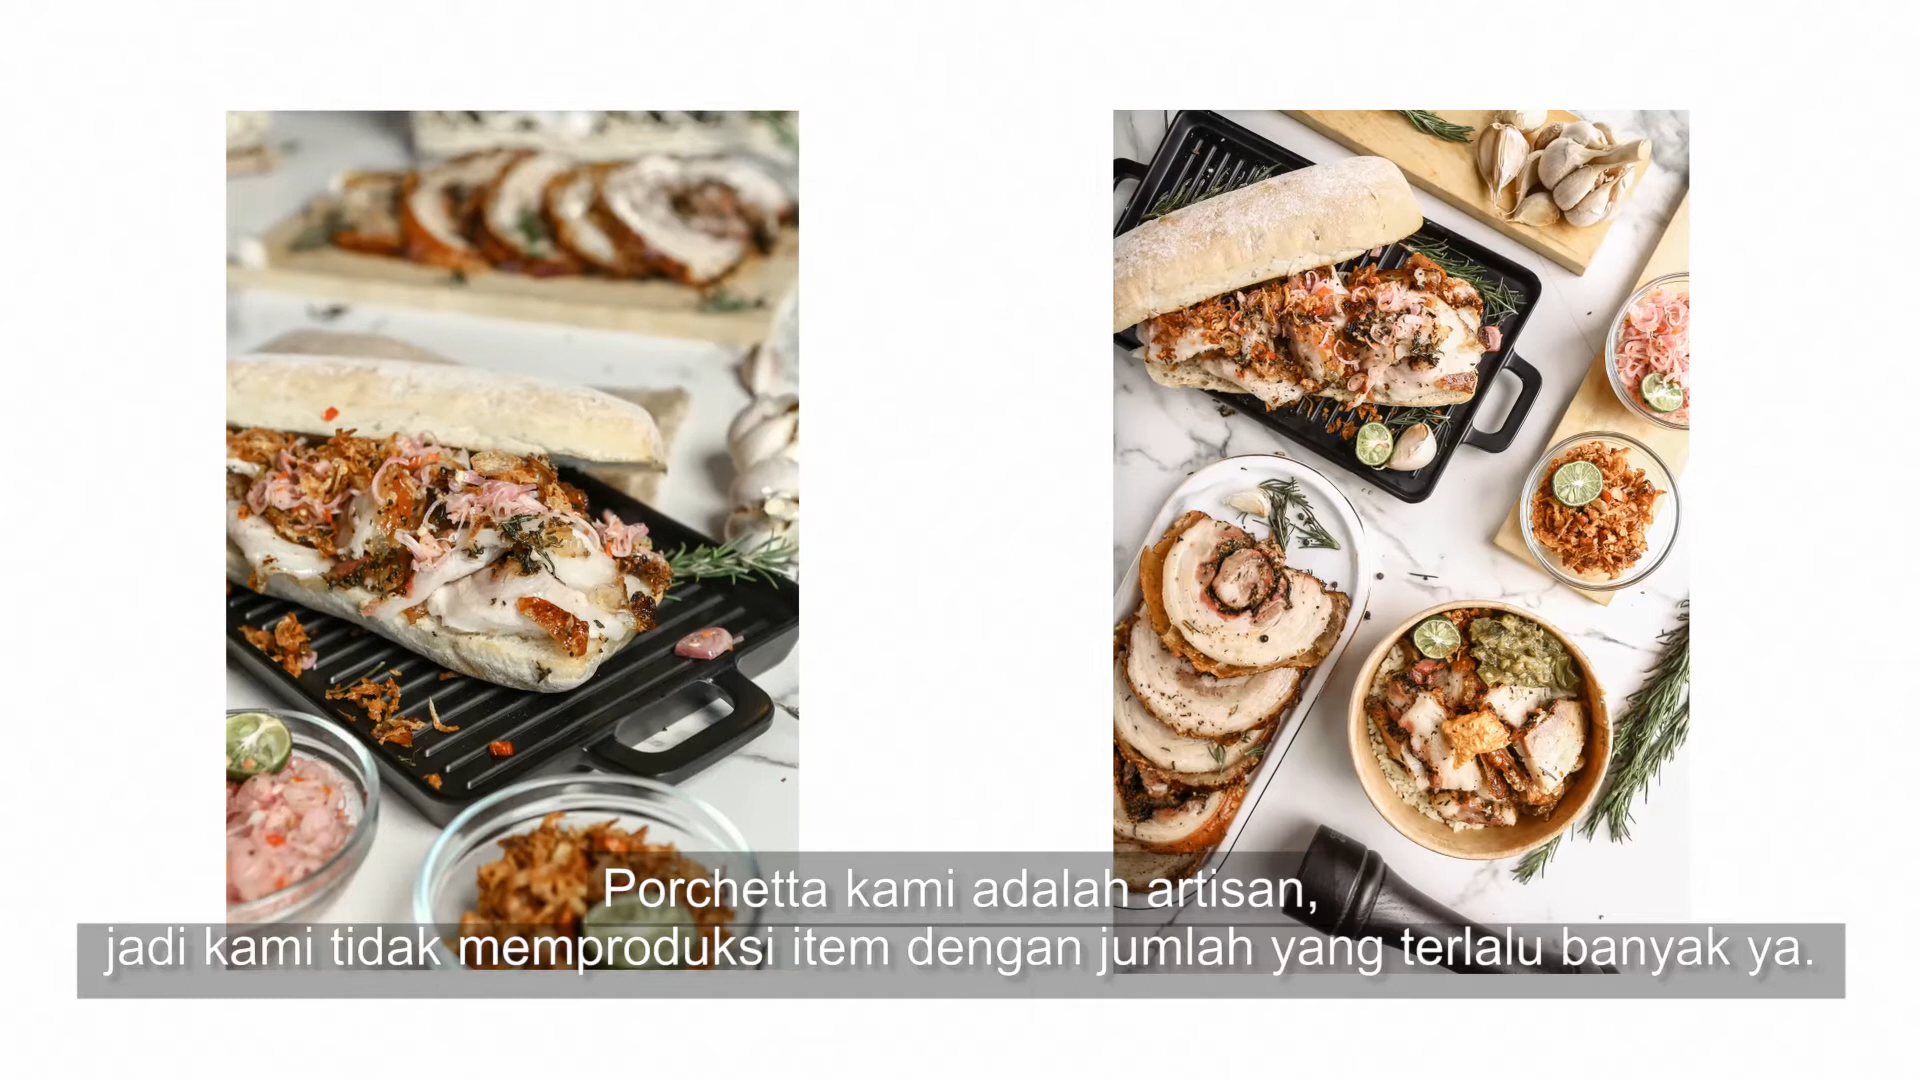 Porchetta kami adalah artisan,
jadi kami tidak memproduksi item dengan jumlah yang terlalu banyak ya.